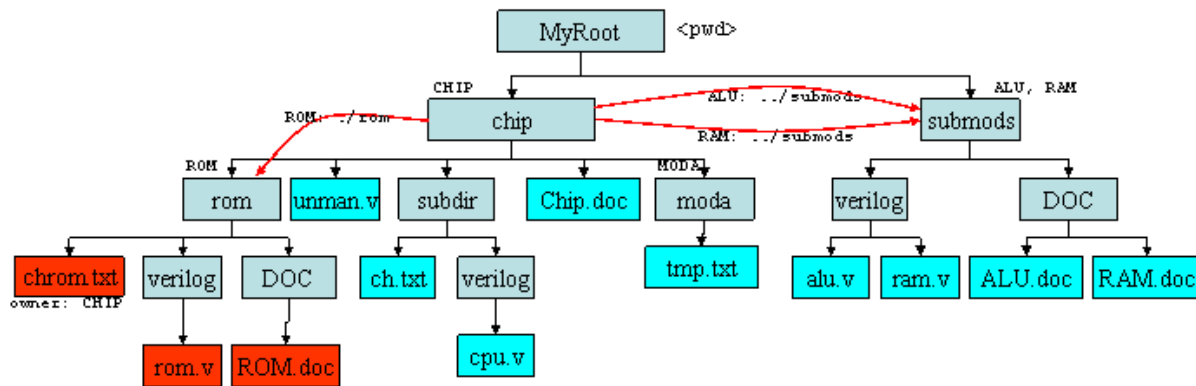 MyRoot
<pwd>
CHIP
ALU, RAM
ALU: ../submods
ROM: ./rom
chip
submods
RAM: ../submods
ROM
MODA
rom
unman.v
subdir
Chip.doc
moda
verilog
DOC
chrom.txt
verilog
DOC
ch.txt
verilog
tmp.txt
alu.v
ram.v
ALU.doc
RAM.doc
owner: CHIP
rom.v
ROM.doc
cpu.v